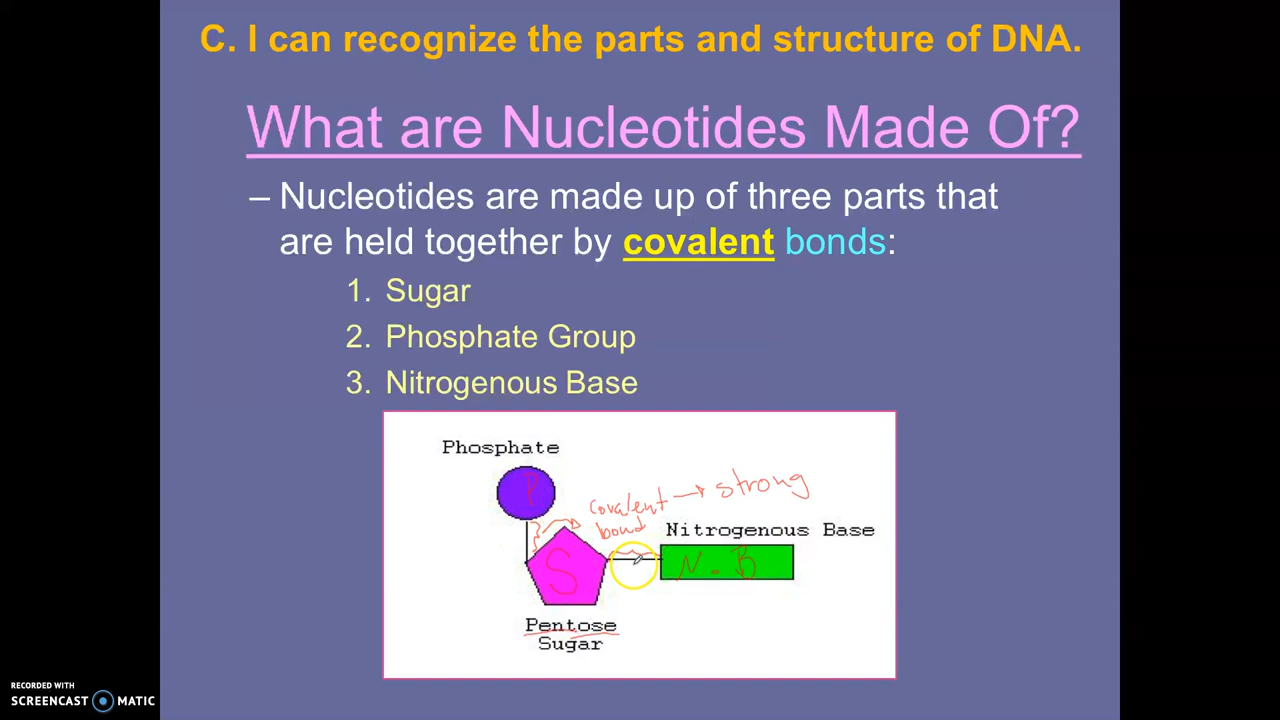 C. I can recognize the parts and structure of DNA.
What are Nucleotides Made Of?
– Nucleotides are made up of three parts that
are held together by covalent bonds:
1. Sugar
2. Phosphate Group
3. Nitrogenous Base
Phosphate
P
covalent → strong
bond
Nitrogenous Base
S
N.B
Pentose
Sugar
RECORDED WITH
SCREENCAST MATIC